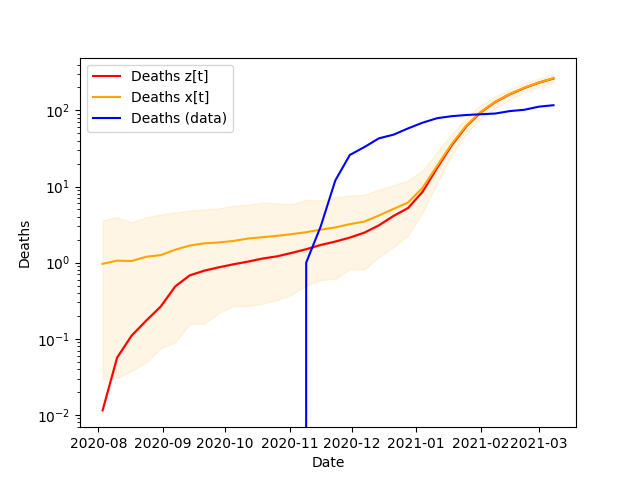 Deaths z[t]
Deaths x[t]
Deaths (data)
Deaths
10²
10¹
10⁰
10⁻¹
10⁻²
2020-08 2020-09 2020-10 2020-11 2020-12 2021-01 2021-02 2021-03
Date